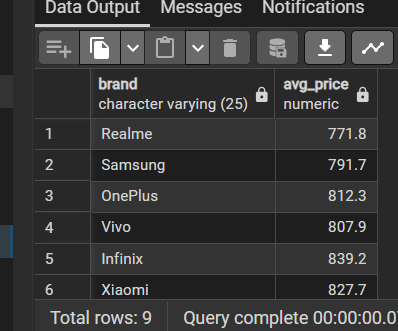 Data Output Messages Notifications
brand avg_price
character varying (25) numeric
1 Realme 771.8
2 Samsung 791.7
3 OnePlus 812.3
4 Vivo 807.9
5 Infinix 839.2
6 Xiaomi 827.7
Total rows: 9 Query complete 00:00:00.0